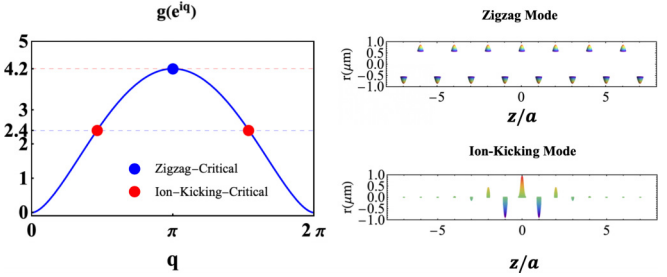 g(e^{iq})
5
4.2
3
2.4
2
1
0
0
π
2 π
q
Zigzag-Critical
Ion-Kicking-Critical
Zigzag Mode
r(μm)
1.0
0.5
0.0
-0.5
-1.0
-5
0
5
z/a
Ion-Kicking Mode
r(μm)
1.0
0.5
0.0
-0.5
-1.0
-5
0
5
z/a